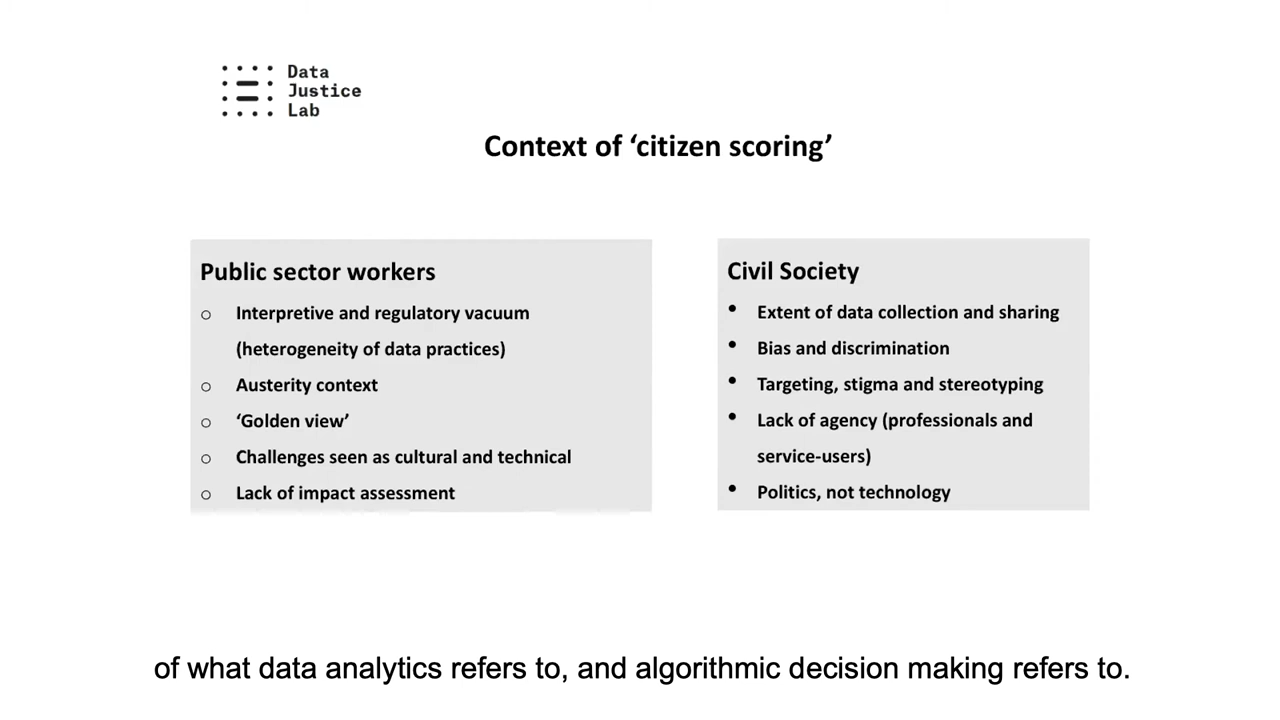 Data
Justice
Lab
Context of ‘citizen scoring’
Public sector workers
Interpretive and regulatory vacuum
(heterogeneity of data practices)
Austerity context
‘Golden view’
Challenges seen as cultural and technical
Lack of impact assessment
Civil Society
Extent of data collection and sharing
Bias and discrimination
Targeting, stigma and stereotyping
Lack of agency (professionals and
service-users)
Politics, not technology
of what data analytics refers to, and algorithmic decision making refers to.